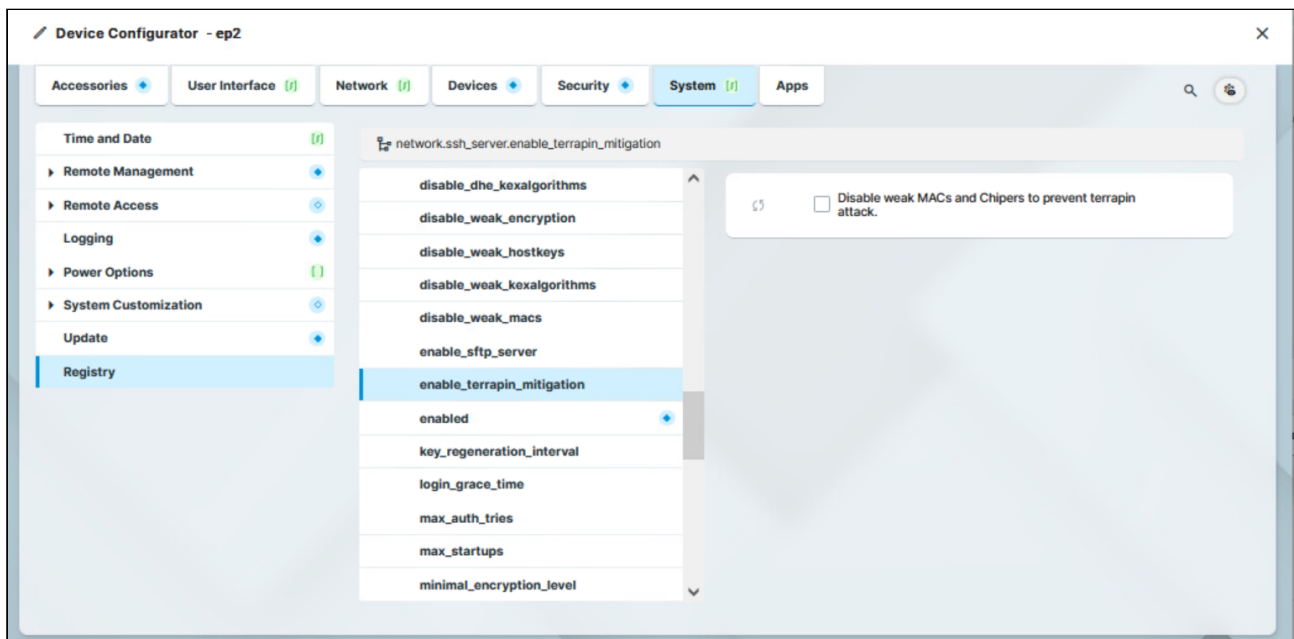 Device Configurator - ep2
Accessories
User Interface
Network
Devices
Security
System
Apps
Time and Date
Remote Management
Remote Access
Logging
Power Options
System Customization
Update
Registry
network.ssh_server.enable_terrapin_mitigation
disable_dhe_kexalgorithms
disable_weak_encryption
disable_weak_hostkeys
disable_weak_kexalgorithms
disable_weak_macs
enable_sftp_server
enable_terrapin_mitigation
enabled
key_regeneration_interval
login_grace_time
max_auth_tries
max_startups
minimal_encryption_level
Disable weak MACs and Chipers to prevent terrapin
attack.